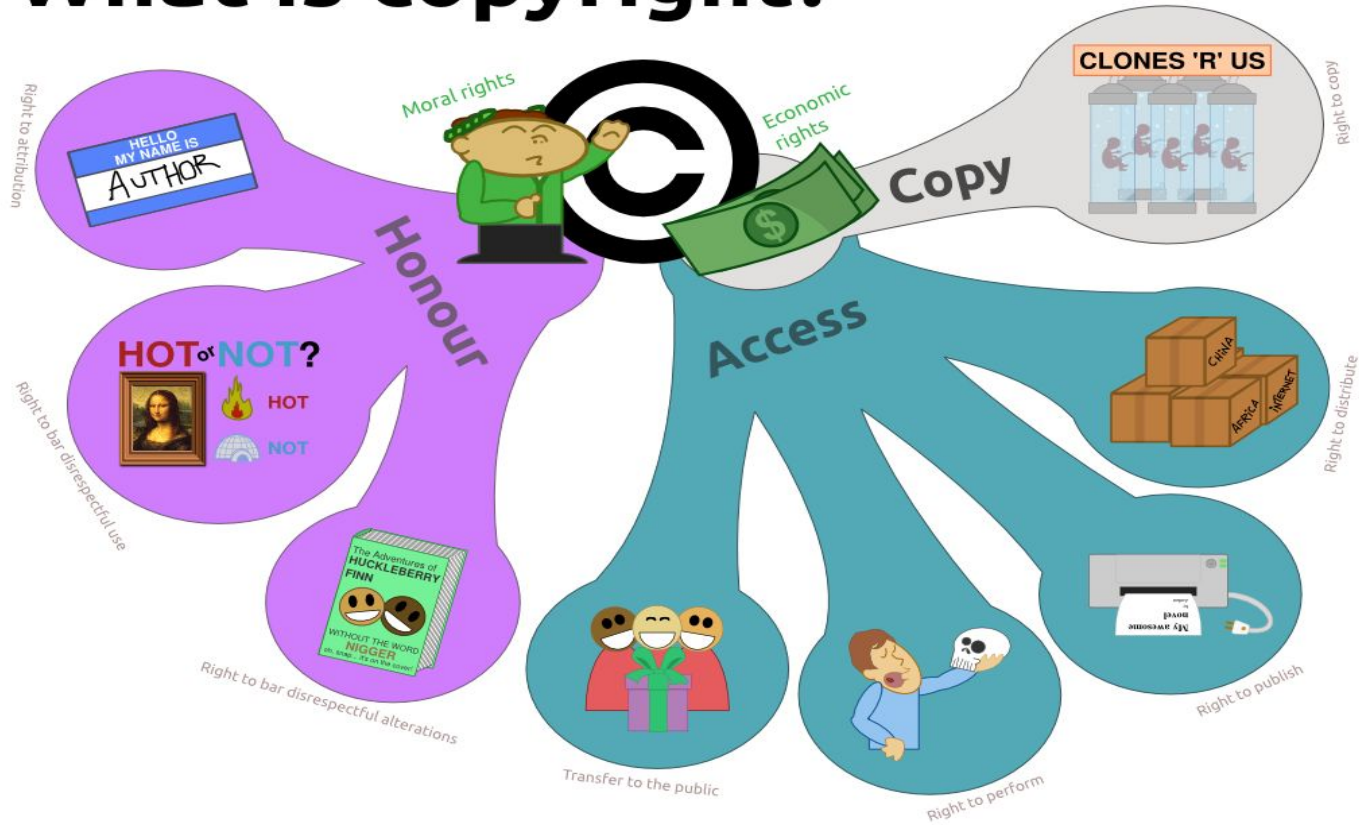 What is copyright?
Moral rights
Economic
rights
Honour
Copy
Access
Right to attribution
HELLO
MY NAME IS
AUTHOR
Right to bar disrespectful use
HOT or NOT?
HOT
NOT
Right to bar disrespectful alterations
The Adventures of
HUCKLEBERRY
FINN
WITHOUT THE WORD
NIGGER
oh, snap... it's on the cover!
Transfer to the public
Right to perform
Right to publish
My awesome
novel
by
Right to distribute
CHINA
AFRICA
INTERNET
Right to copy
CLONES 'R' US
$